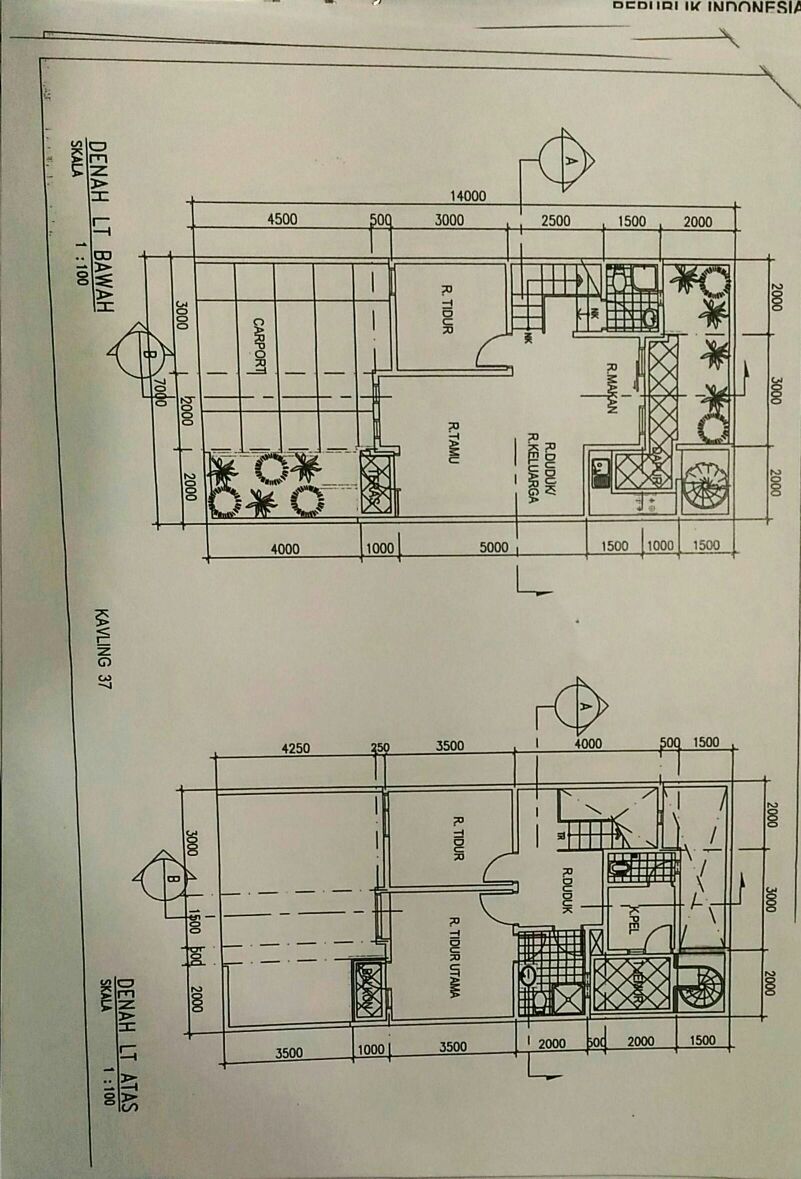 REPUBLIK INDONESIA
A
14000
4500
500
3000
2500
1500
2000
2000
3000
2000
3000
2000
2000
7000
B
CARPORT
R. TIDUR
NK
NK
R.MAKAN
R.DUDUK/
R.KELUARGA
R.TAMU
TERAS
DAPUR
4000
1000
5000
1500
1000
1500
DENAH LT BAWAH
SKALA 1 : 100
KAVLING 37
A
4250
250
3500
4000
500
1500
2000
3000
2000
3000
1500
500
2000
B
R. TIDUR
R. TIDUR UTAMA
R.DUDUK
TR
K.PEL
BALKON
3500
1000
3500
2000
500
2000
1500
DENAH LT ATAS
SKALA 1 : 100